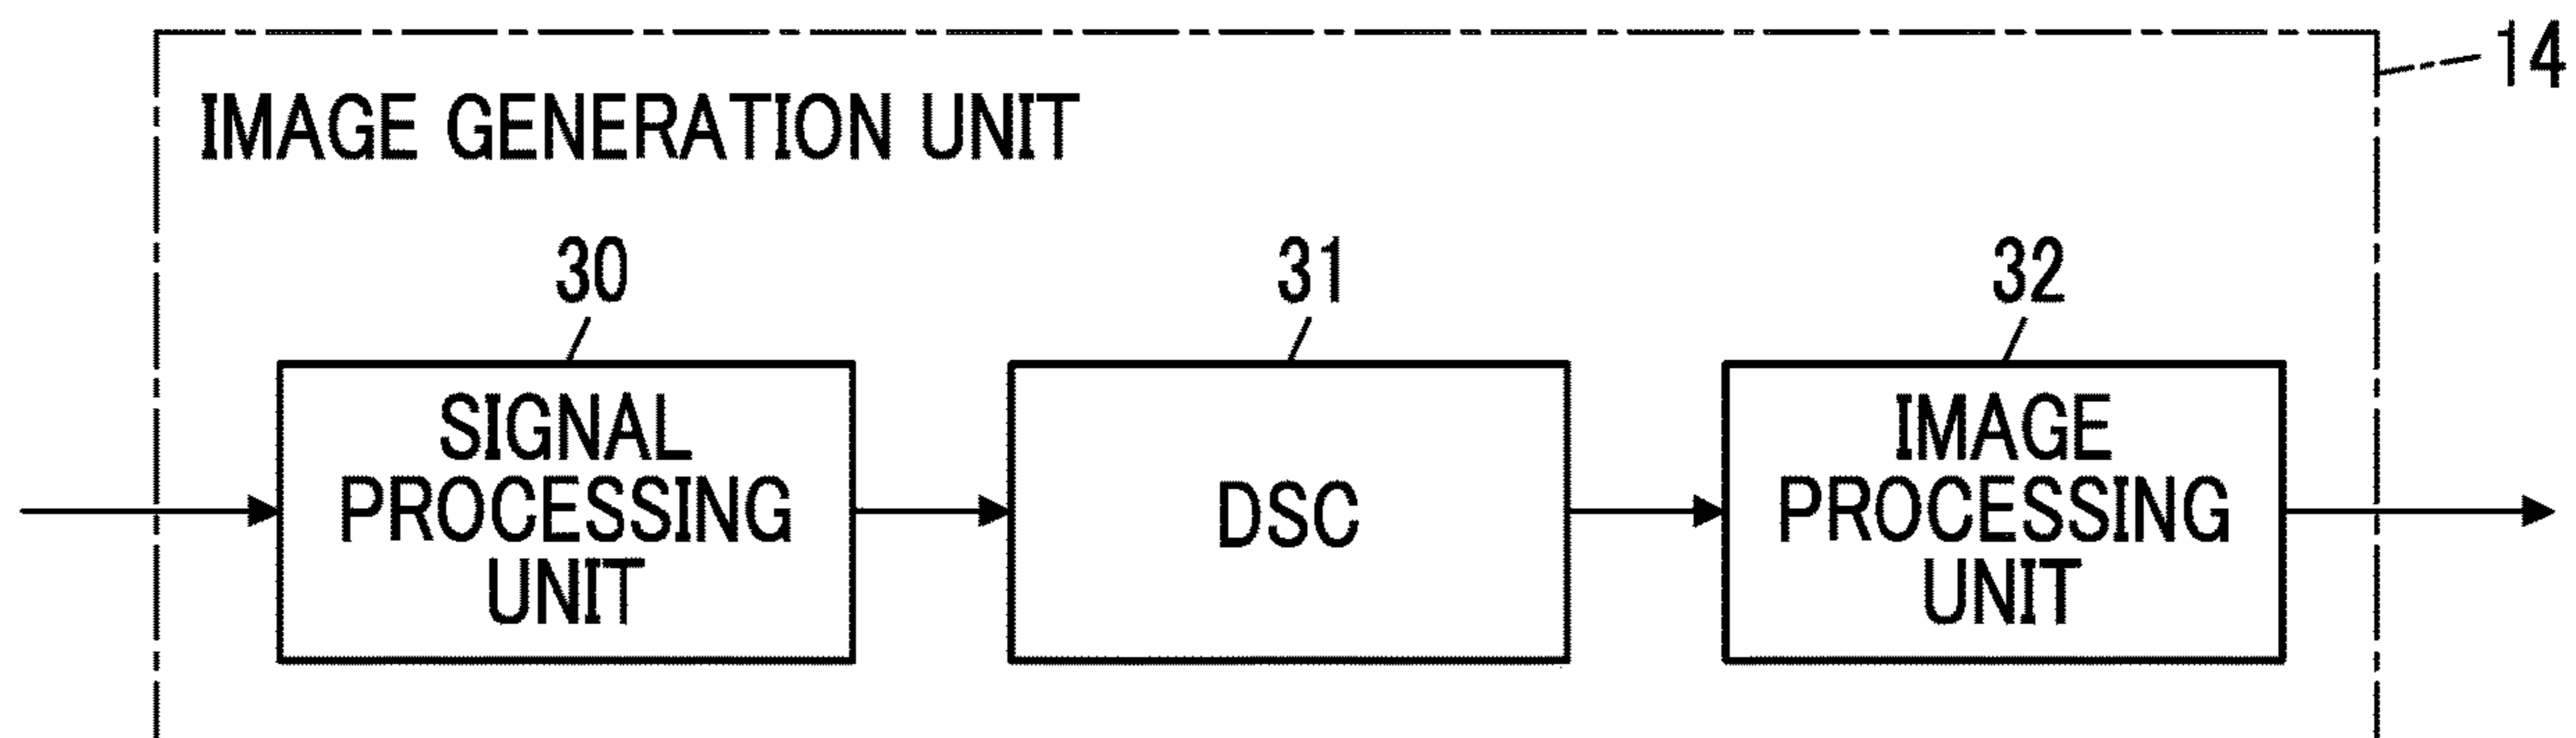 14
IMAGE GENERATION UNIT
30
31
32
SIGNAL
PROCESSING
UNIT
DSC
IMAGE
PROCESSING
UNIT